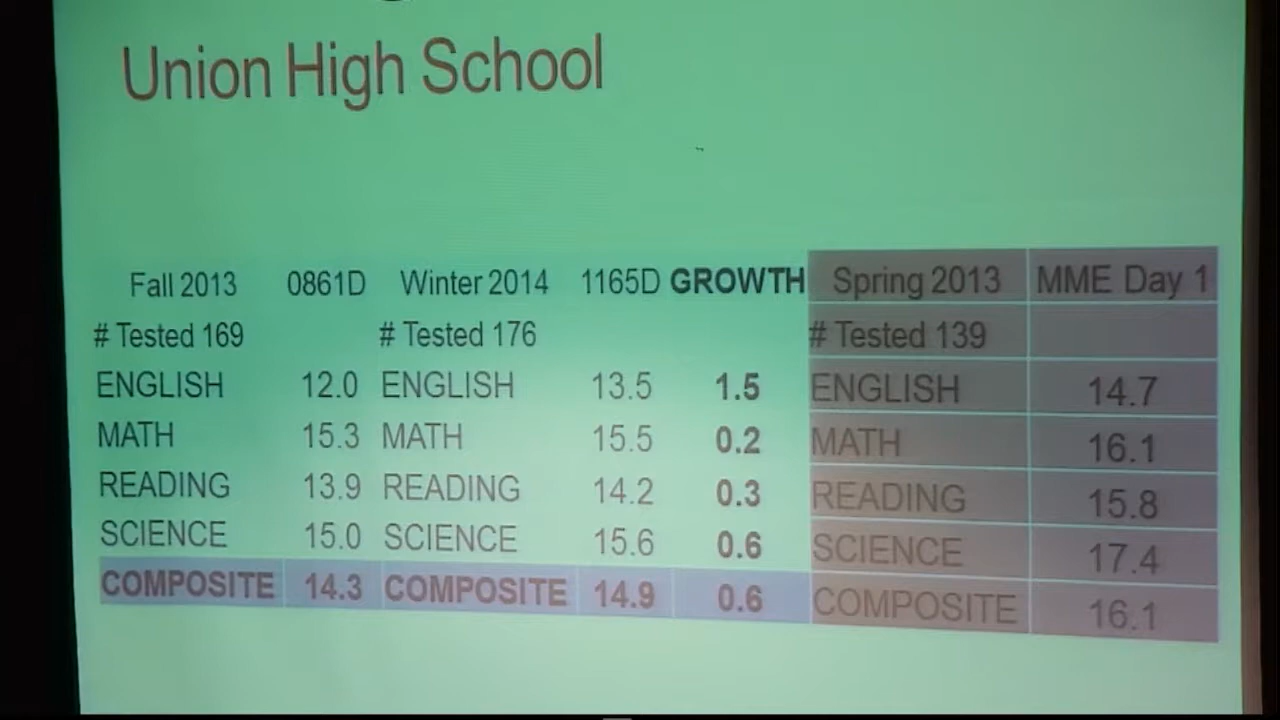 Union High School
Fall 2013 0861D Winter 2014 1165D GROWTH Spring 2013 MME Day 1
# Tested 169 # Tested 176 # Tested 139
ENGLISH 12.0 ENGLISH 13.5 1.5 ENGLISH 14.7
MATH 15.3 MATH 15.5 0.2 MATH 16.1
READING 13.9 READING 14.2 0.3 READING 15.8
SCIENCE 15.0 SCIENCE 15.6 0.6 SCIENCE 17.4
COMPOSITE 14.3 COMPOSITE 14.9 0.6 COMPOSITE 16.1